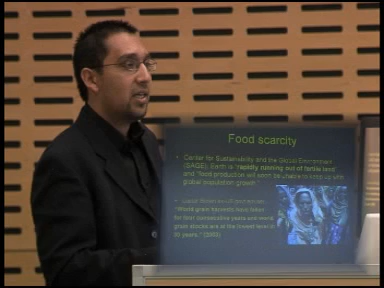 Food scarcity
• Center for Sustainability and the Global Environment
(SAGE): Earth is "rapidly running out of fertile land"
and "food production will soon be unable to keep up with
global population growth."
"World grain harvests have fallen
for four consecutive years and world
grain stocks are at the lowest level in
30 years."